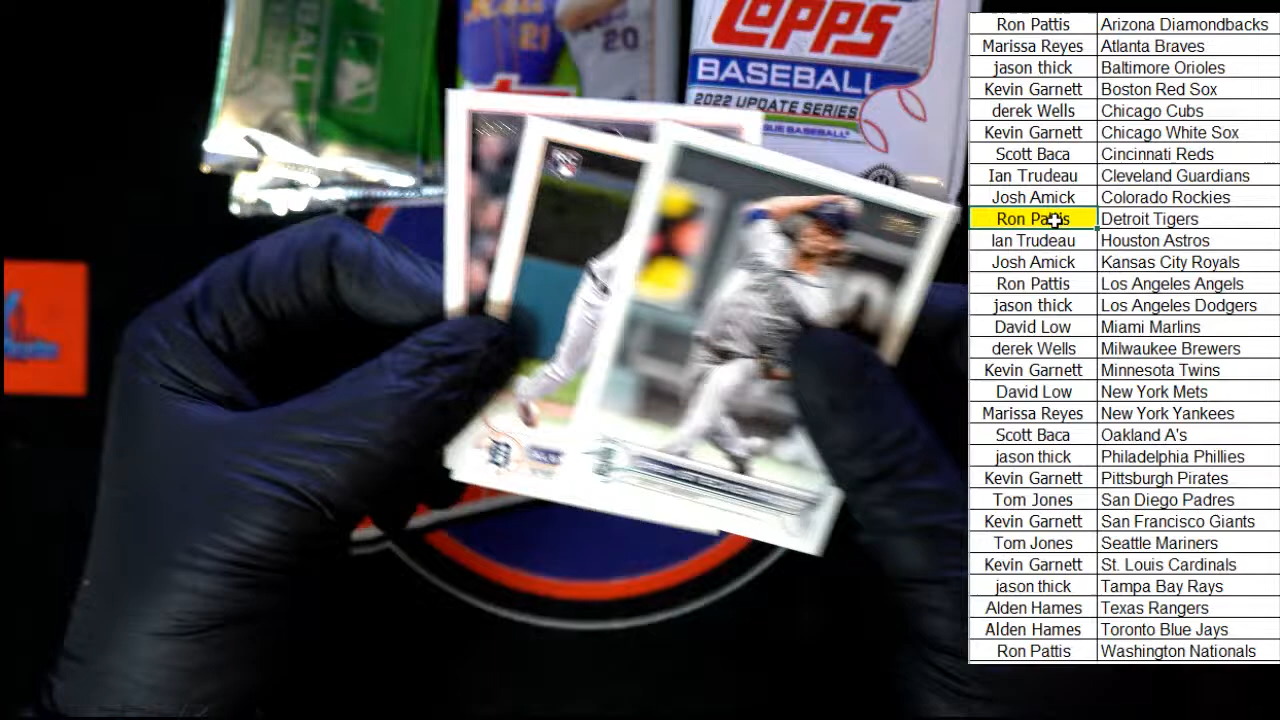 21
20
TOPPS
BASEBALL
2022 UPDATE SERIES
GUE BASEBALL
Ron Pattis Arizona Diamondbacks
Marissa Reyes Atlanta Braves
jason thick Baltimore Orioles
Kevin Garnett Boston Red Sox
derek Wells Chicago Cubs
Kevin Garnett Chicago White Sox
Scott Baca Cincinnati Reds
Ian Trudeau Cleveland Guardians
Josh Amick Colorado Rockies
Ron Pattis Detroit Tigers
Ian Trudeau Houston Astros
Josh Amick Kansas City Royals
Ron Pattis Los Angeles Angels
jason thick Los Angeles Dodgers
David Low Miami Marlins
derek Wells Milwaukee Brewers
Kevin Garnett Minnesota Twins
David Low New York Mets
Marissa Reyes New York Yankees
Scott Baca Oakland A's
jason thick Philadelphia Phillies
Kevin Garnett Pittsburgh Pirates
Tom Jones San Diego Padres
Kevin Garnett San Francisco Giants
Tom Jones Seattle Mariners
Kevin Garnett St. Louis Cardinals
jason thick Tampa Bay Rays
Alden Hames Texas Rangers
Alden Hames Toronto Blue Jays
Ron Pattis Washington Nationals